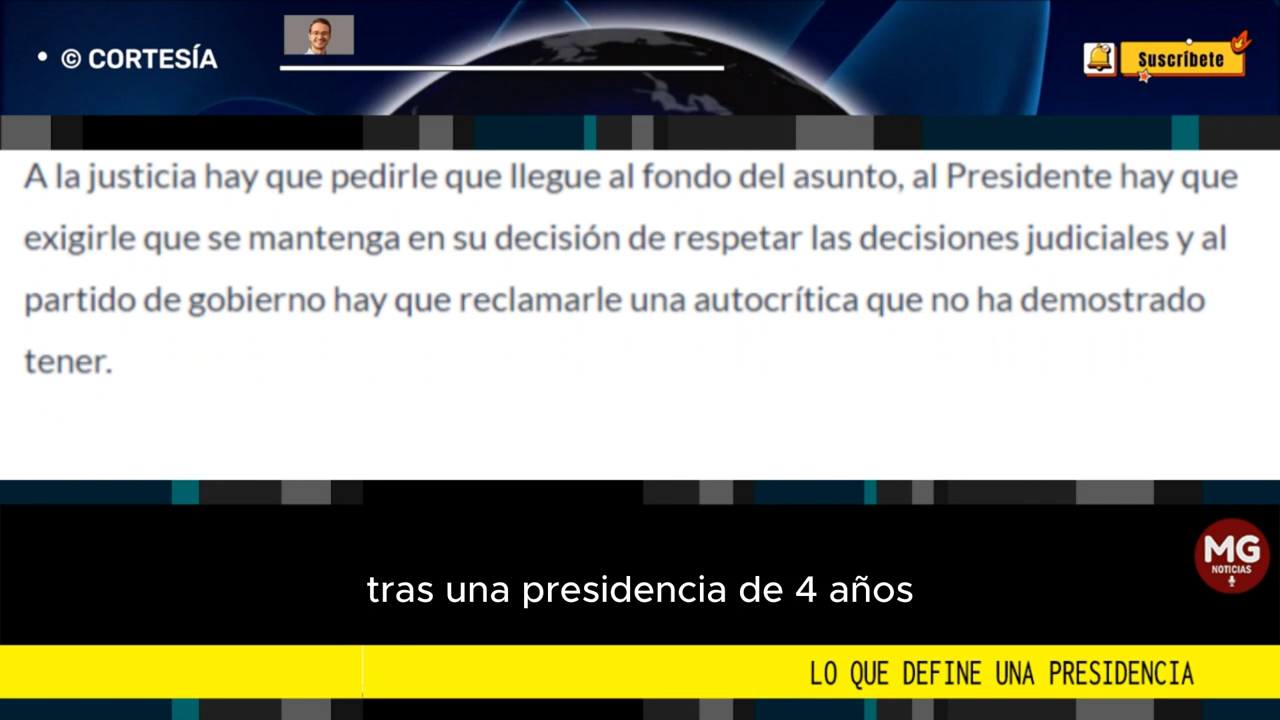 • © CORTESÍA
Suscríbete
A la justicia hay que pedirle que llegue al fondo del asunto, al Presidente hay que
exigirle que se mantenga en su decisión de respetar las decisiones judiciales y al
partido de gobierno hay que reclamarle una autocrítica que no ha demostrado
tener.
MG
NOTICIAS
tras una presidencia de 4 años
LO QUE DEFINE UNA PRESIDENCIA